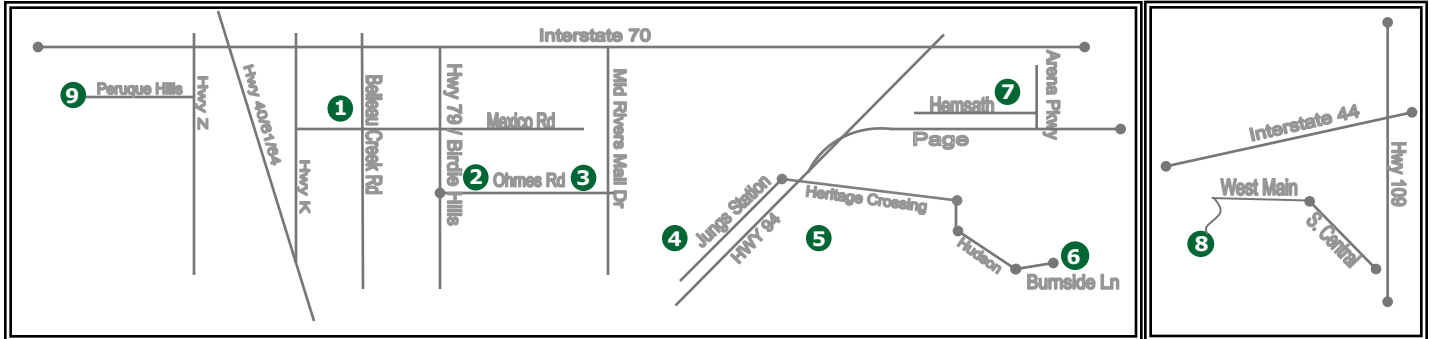 Interstate 70
9
Peruque Hills
Hwy Z
Hwy 40/61/64
Hwy K
1
Belleau Creek Rd
Hwy 79 / Birdie Hills
Mexico Rd
2
Ohmes Rd
3
Mid Rivers Mall Dr
4
Jungs Station
HWY 94
5
Heritage Crossing
Hudson
6
Burnside Ln
Page
Hemsath
7
Arena Pkwy
Interstate 44
Hwy 109
West Main
S. Central
8